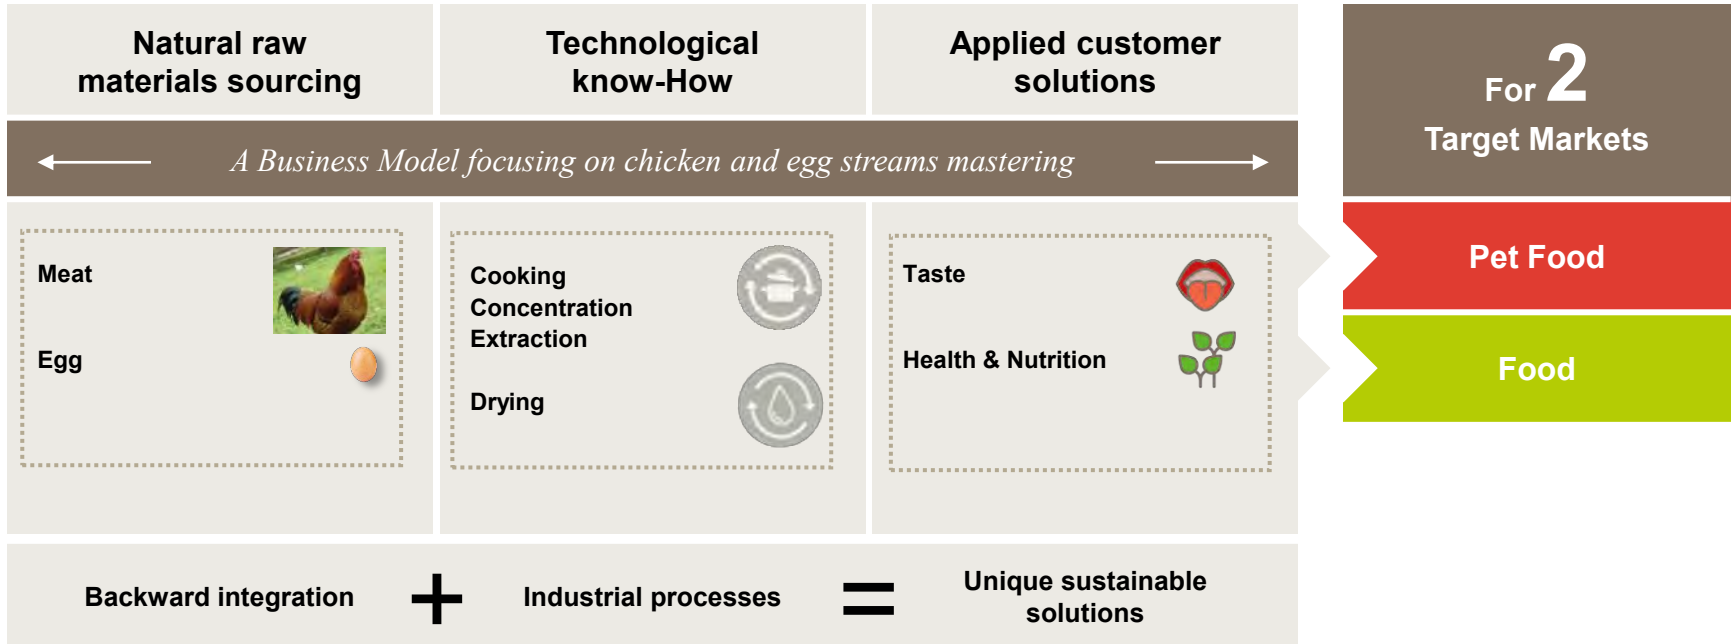 Natural raw
materials sourcing
Technological
know-How
Applied customer
solutions
For 2
Target Markets
A Business Model focusing on chicken and egg streams mastering
Meat
Egg
Cooking
Concentration
Extraction
Drying
Taste
Health & Nutrition
Pet Food
Food
Backward integration
+
Industrial processes
=
Unique sustainable
solutions